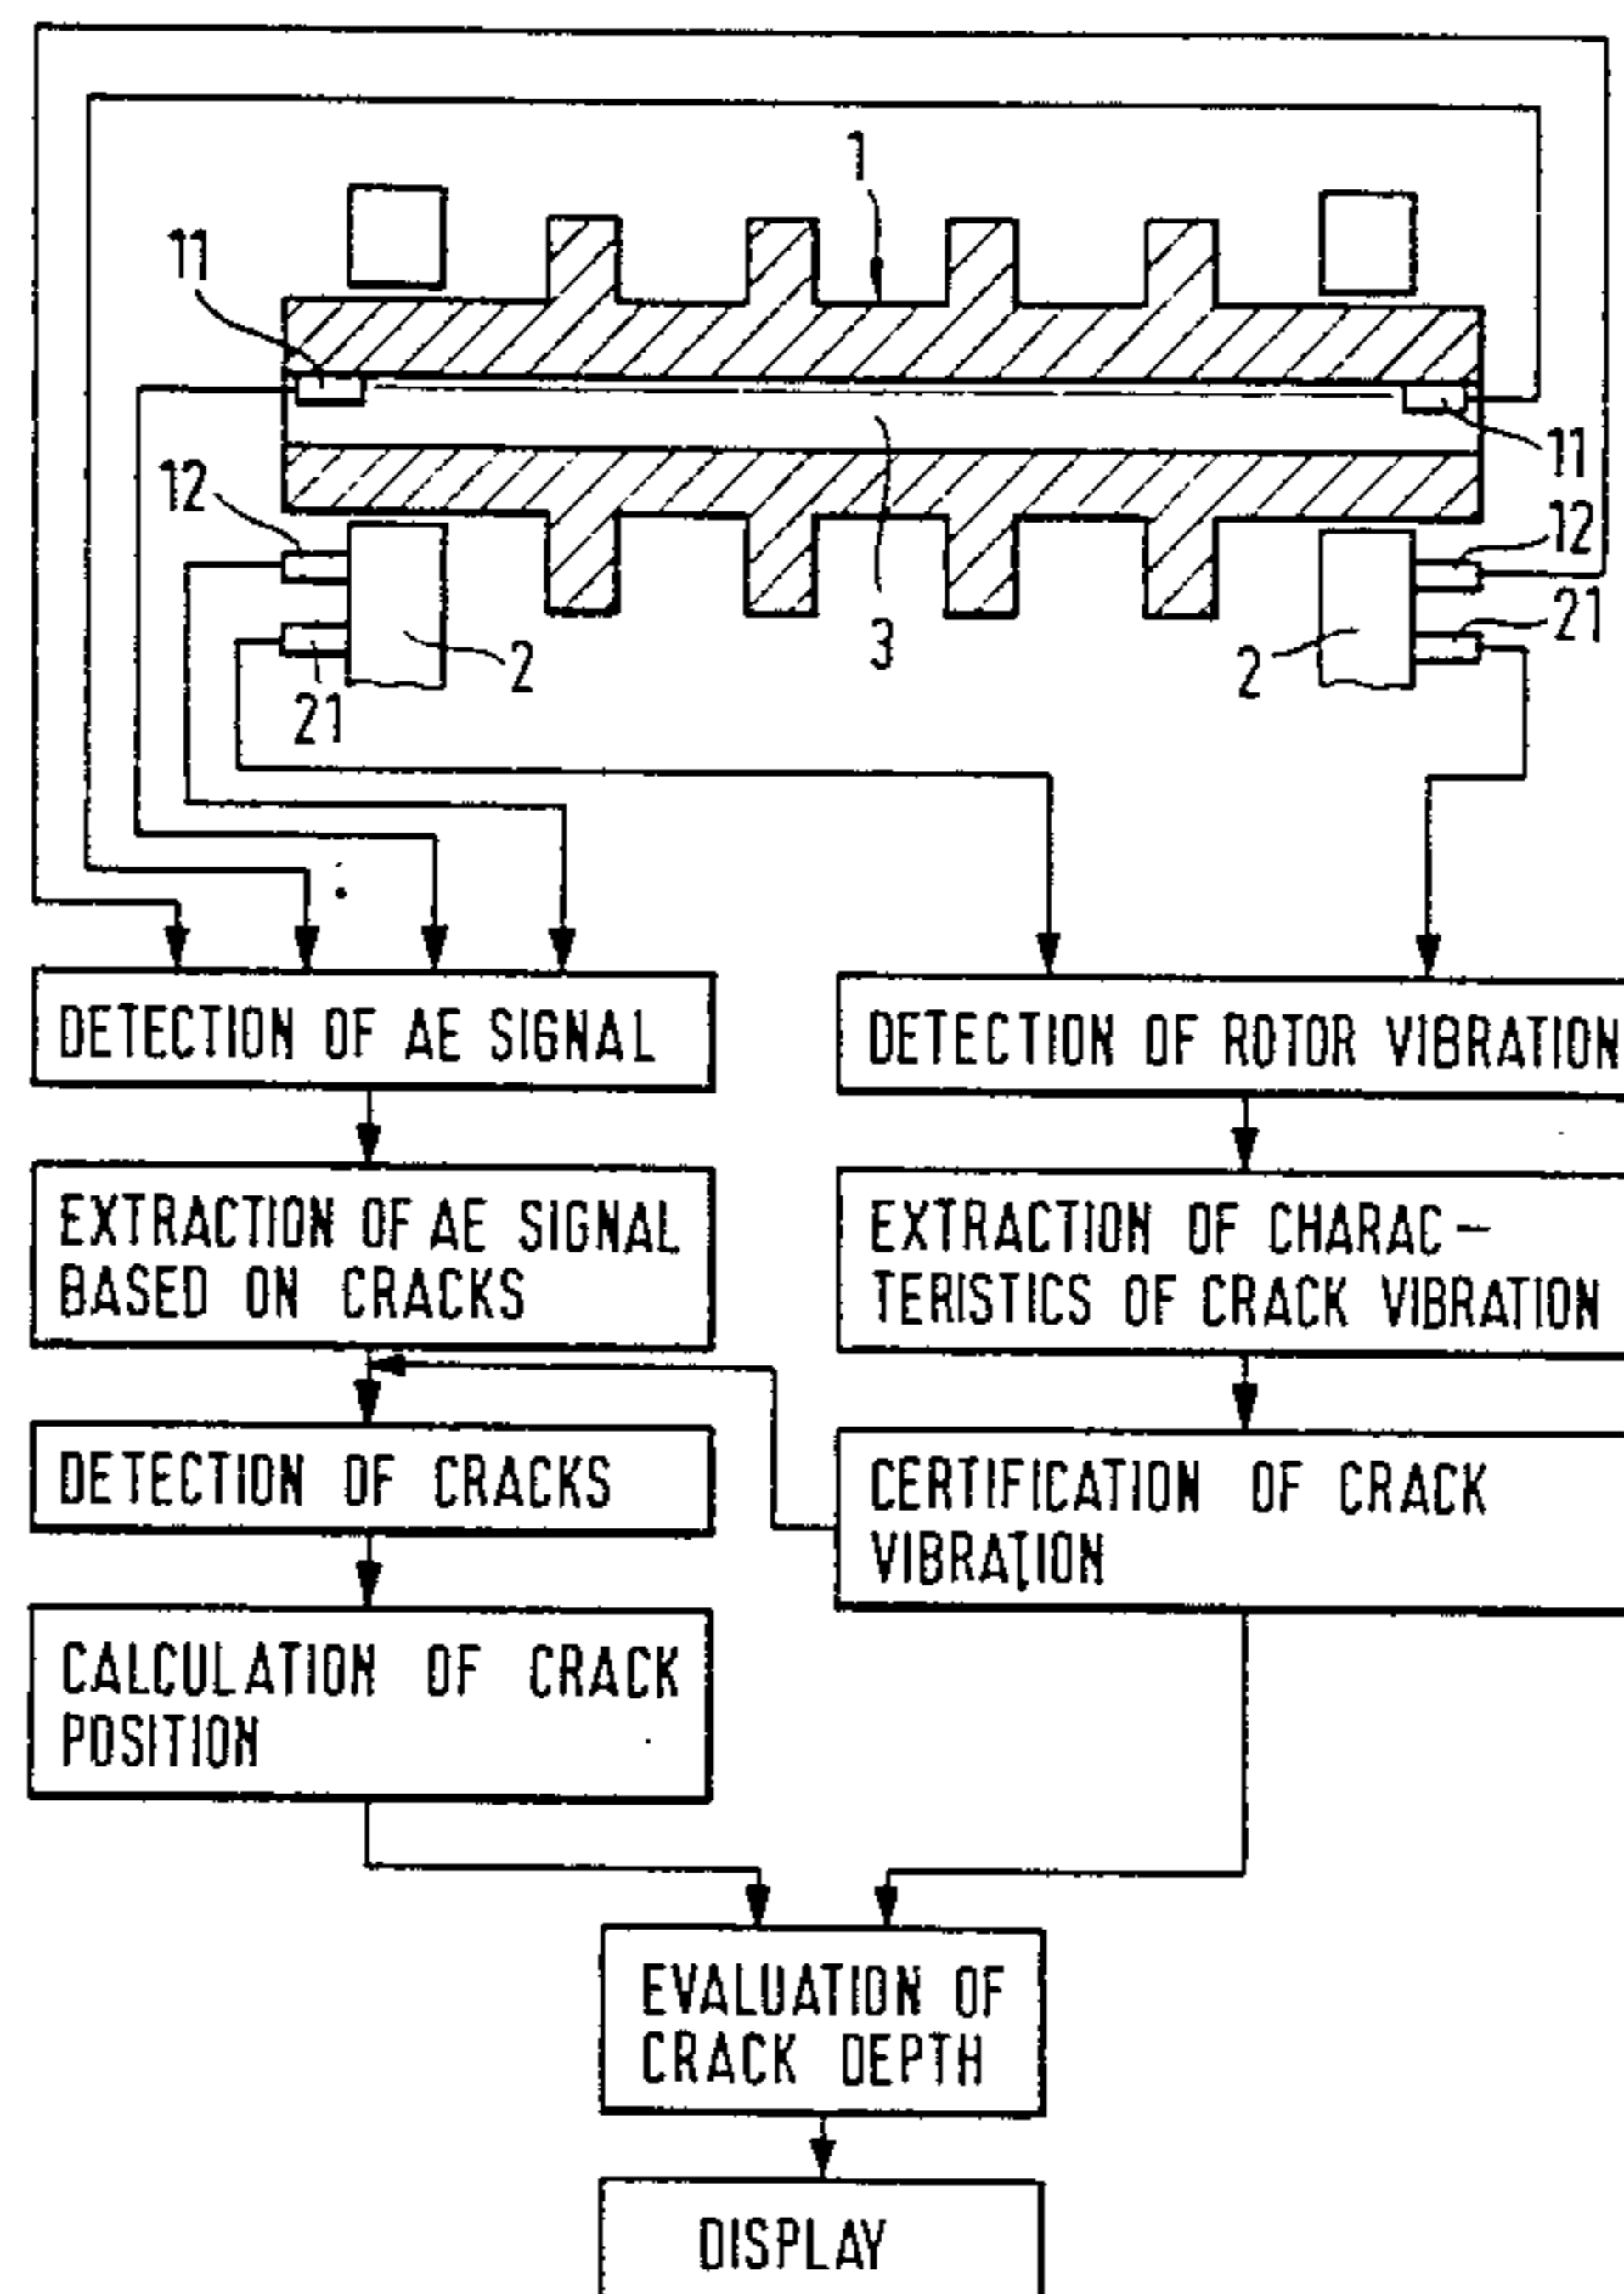 1
11
11
12
12
21
3
2
2
21
DETECTION OF AE SIGNAL
DETECTION OF ROTOR VIBRATION
EXTRACTION OF AE SIGNAL
BASED ON CRACKS
EXTRACTION OF CHARAC-
TERISTICS OF CRACK VIBRATION
DETECTION OF CRACKS
CERTIFICATION OF CRACK
VIBRATION
CALCULATION OF CRACK
POSITION
EVALUATION OF
CRACK DEPTH
DISPLAY